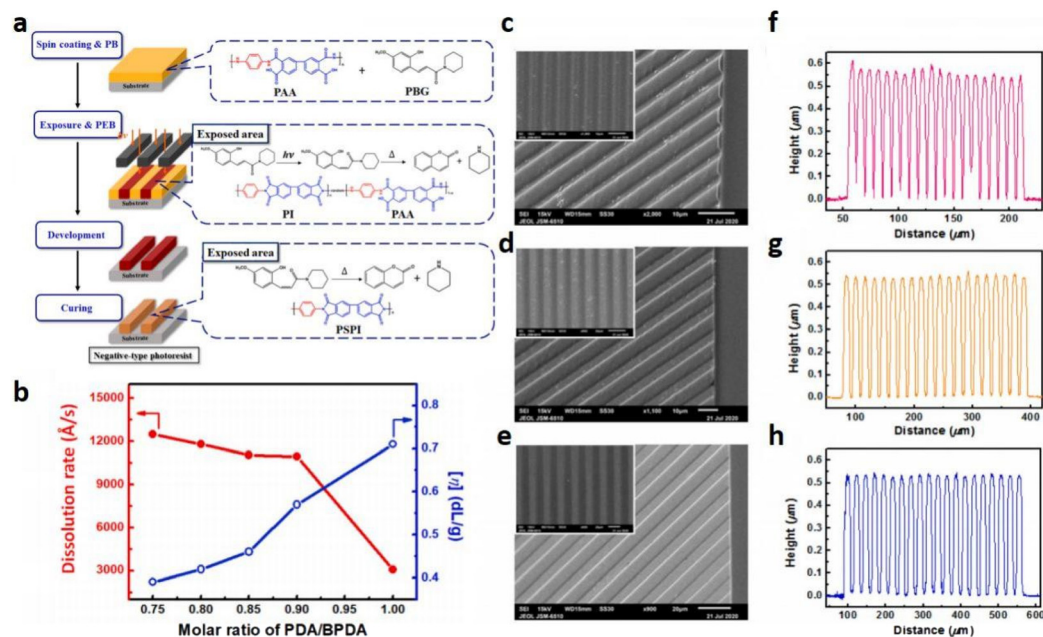 a
Spin coating & PB
Substrate
PAA
+
PBG
Exposure & PEB
Exposed area
hν
Δ
+
PI
PAA
Substrate
Development
Substrate
Exposed area
Δ
+
Curing
PSPI
Substrate
Negative-type photoresist
b
Dissolution rate (Å/s)
15000
12000
9000
6000
3000
0.8
0.7
0.6
0.5
0.4
[η] (dL/g)
0.75 0.80 0.85 0.90 0.95 1.00
Molar ratio of PDA/BPDA
c
SEI 15kV WD15mm SS30 x2,000 10μm
JEOL JSM-6510 21 Jul 2020
d
SEI 15kV WD15mm SS30 x1,100 10μm
JEOL JSM-6510 21 Jul 2020
e
SEI 15kV WD15mm SS30 x900 20μm
JEOL JSM-6510 21 Jul 2020
f
Height (μm)
0.6
0.5
0.4
0.3
0.2
0.1
0.0
50 100 150 200
Distance (μm)
g
Height (μm)
0.6
0.5
0.4
0.3
0.2
0.1
0.0
100 200 300 400
Distance (μm)
h
Height (μm)
0.6
0.5
0.4
0.3
0.2
0.1
0.0
100 200 300 400 500 600
Distance (μm)